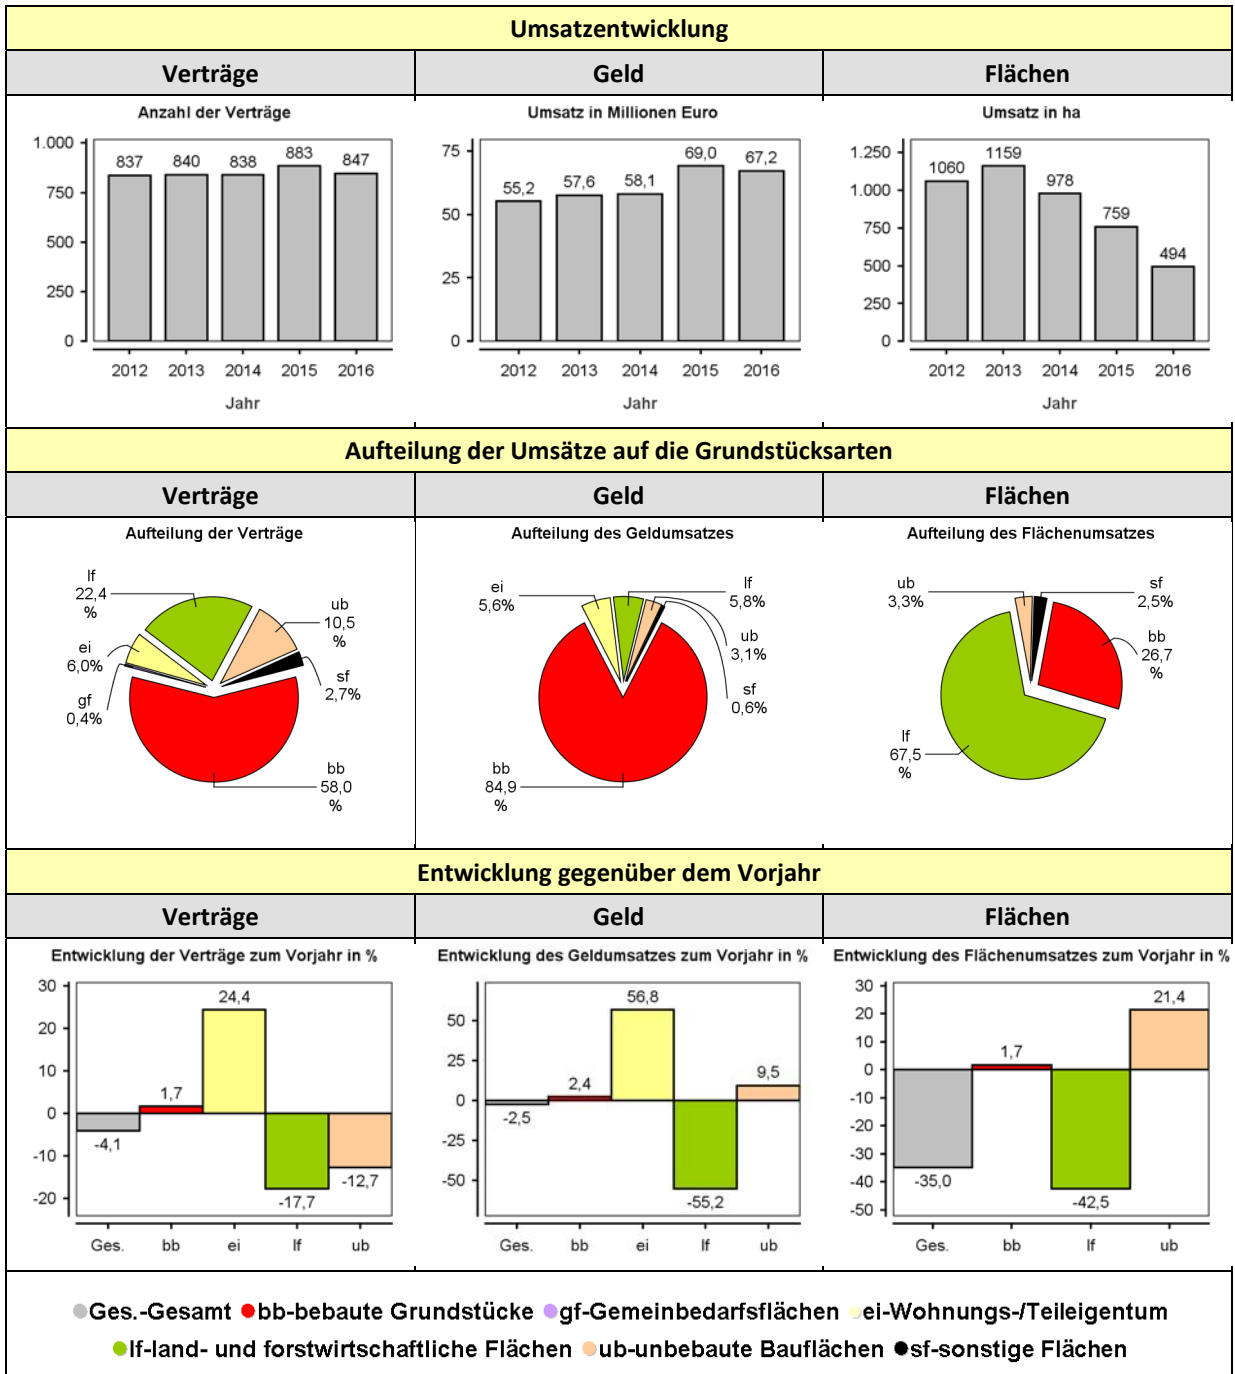 Umsatzentwicklung
Verträge
Geld
Flächen
Anzahl der Verträge
1.000
750
500
250
0
837
840
838
883
847
2012 2013 2014 2015 2016
Jahr
Umsatz in Millionen Euro
75
50
25
0
55,2
57,6
58,1
69,0
67,2
2012 2013 2014 2015 2016
Jahr
Umsatz in ha
1.250
1.000
750
500
250
0
1060
1159
978
759
494
2012 2013 2014 2015 2016
Jahr
Aufteilung der Umsätze auf die Grundstücksarten
Verträge
Geld
Flächen
Aufteilung der Verträge
lf
22,4
%
ub
10,5
%
ei
6,0%
sf
2,7%
gf
0,4%
bb
58,0
%
Aufteilung des Geldumsatzes
ei
5,6%
lf
5,8%
ub
3,1%
sf
0,6%
bb
84,9
%
Aufteilung des Flächenumsatzes
ub
3,3%
sf
2,5%
bb
26,7
%
lf
67,5
%
Entwicklung gegenüber dem Vorjahr
Verträge
Geld
Flächen
Entwicklung der Verträge zum Vorjahr in %
30
20
10
0
-10
-20
-4,1
1,7
24,4
-17,7
-12,7
Ges. bb ei lf ub
Entwicklung des Geldumsatzes zum Vorjahr in %
50
25
0
-25
-50
-2,5
2,4
56,8
-55,2
9,5
Ges. bb ei lf ub
Entwicklung des Flächenumsatzes zum Vorjahr in %
30
20
10
0
-10
-20
-30
-40
-50
-35,0
1,7
-42,5
21,4
Ges. bb lf ub
Ges.-Gesamt bb-bebaute Grundstücke gf-Gemeinbedarfsflächen ei-Wohnungs-/Teileigentum
lf-land- und forstwirtschaftliche Flächen ub-unbebaute Bauflächen sf-sonstige Flächen